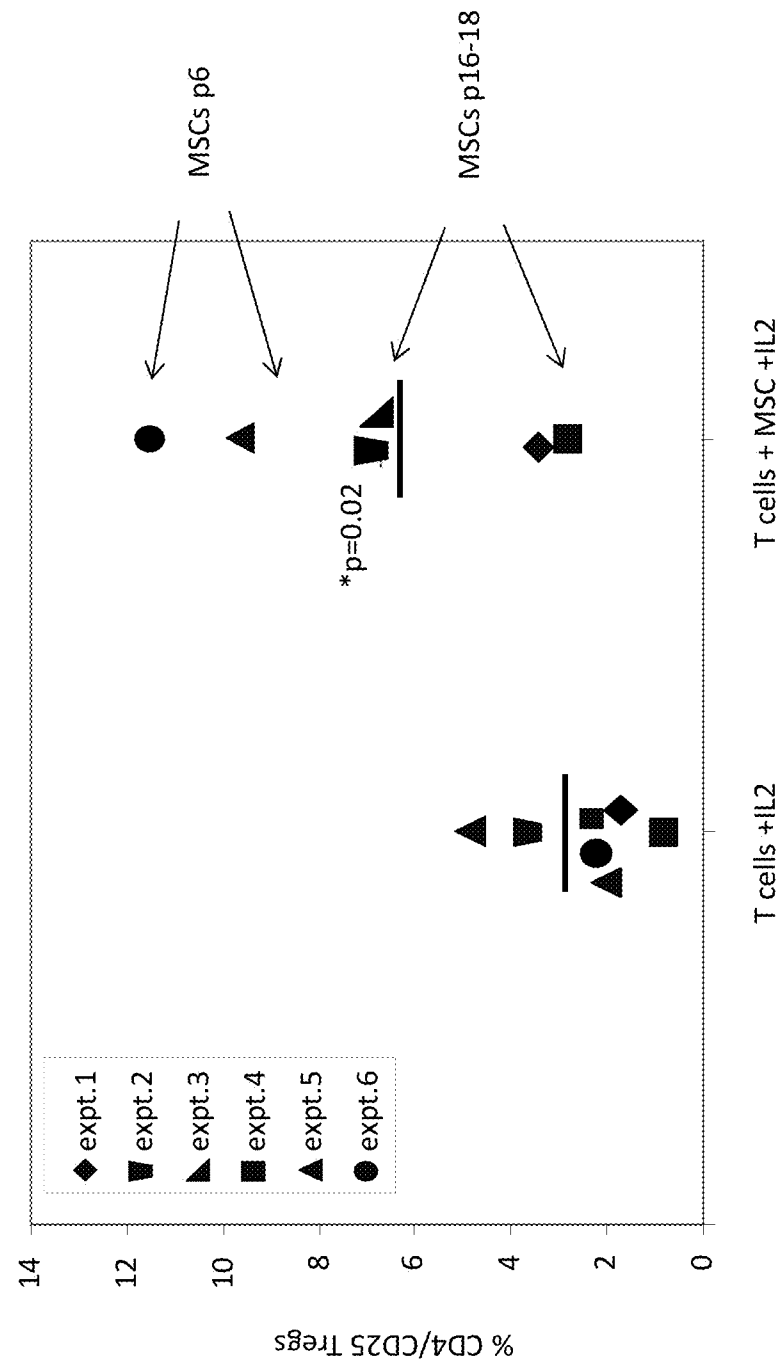 % CD4/CD25 Tregs
14
12
10
8
6
4
2
0
expt.1
expt.2
expt.3
expt.4
expt.5
expt.6
*p=0.02
MSCs p6
MSCs p16-18
T cells +IL2
T cells + MSC +IL2